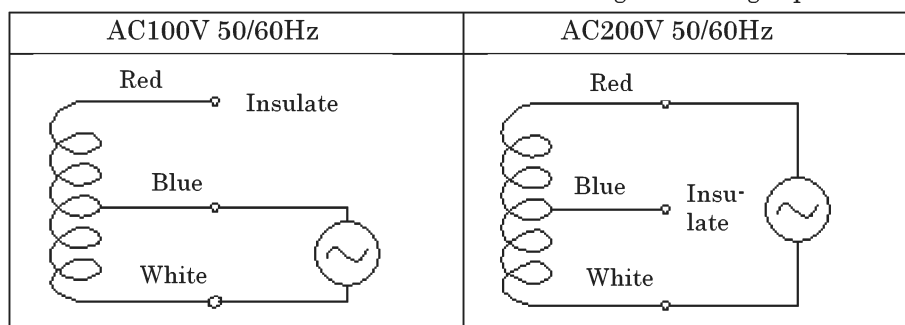 AC100V 50/60Hz
Red
Insulate
Blue
White
AC200V 50/60Hz
Red
Blue
Insu-
late
White